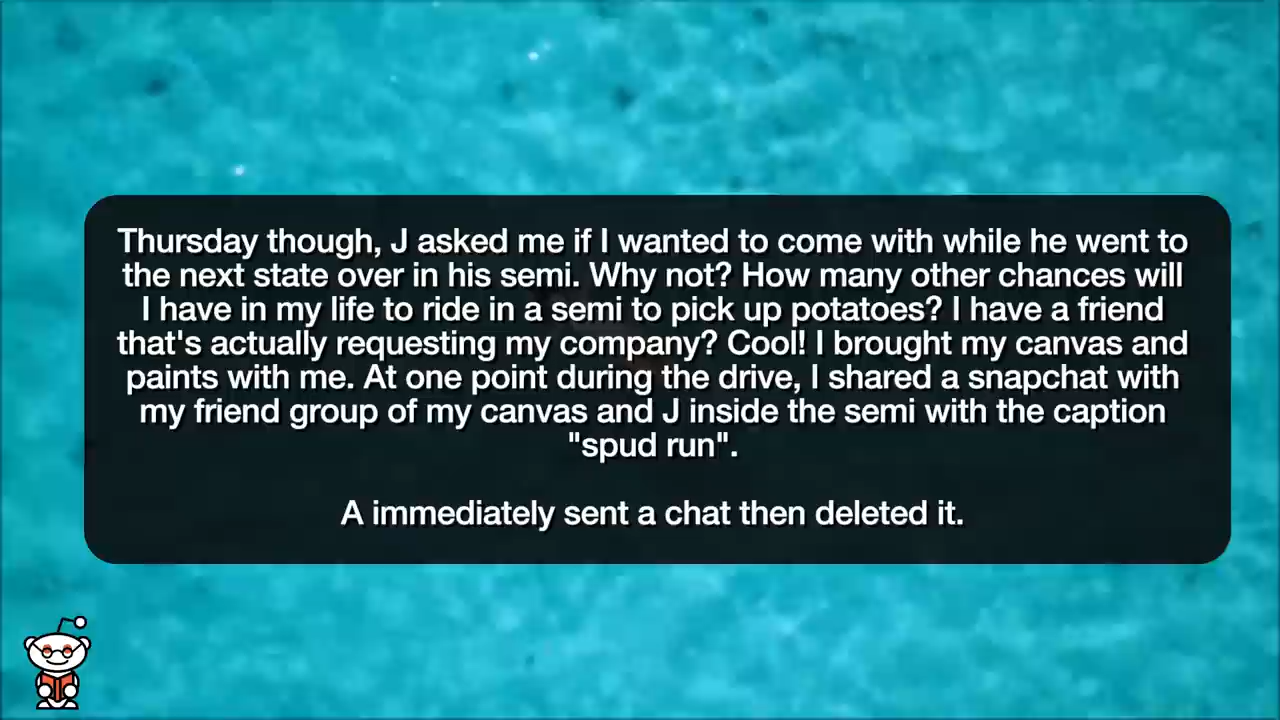 Thursday though, J asked me if I wanted to come with while he went to
the next state over in his semi. Why not? How many other chances will
I have in my life to ride in a semi to pick up potatoes? I have a friend
that's actually requesting my company? Cool! I brought my canvas and
paints with me. At one point during the drive, I shared a snapchat with
my friend group of my canvas and J inside the semi with the caption
"spud run".
A immediately sent a chat then deleted it.